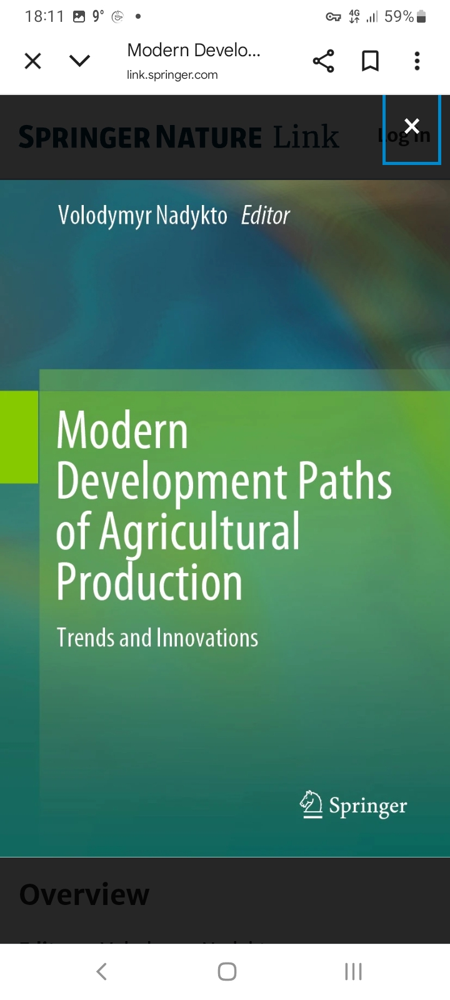 18:11 9° 4G 59%
Modern Develo...
link.springer.com
SPRINGER NATURE Link Log in
Volodymyr Nadykto Editor
Modern
Development Paths
of Agricultural
Production
Trends and Innovations
Springer
Overview